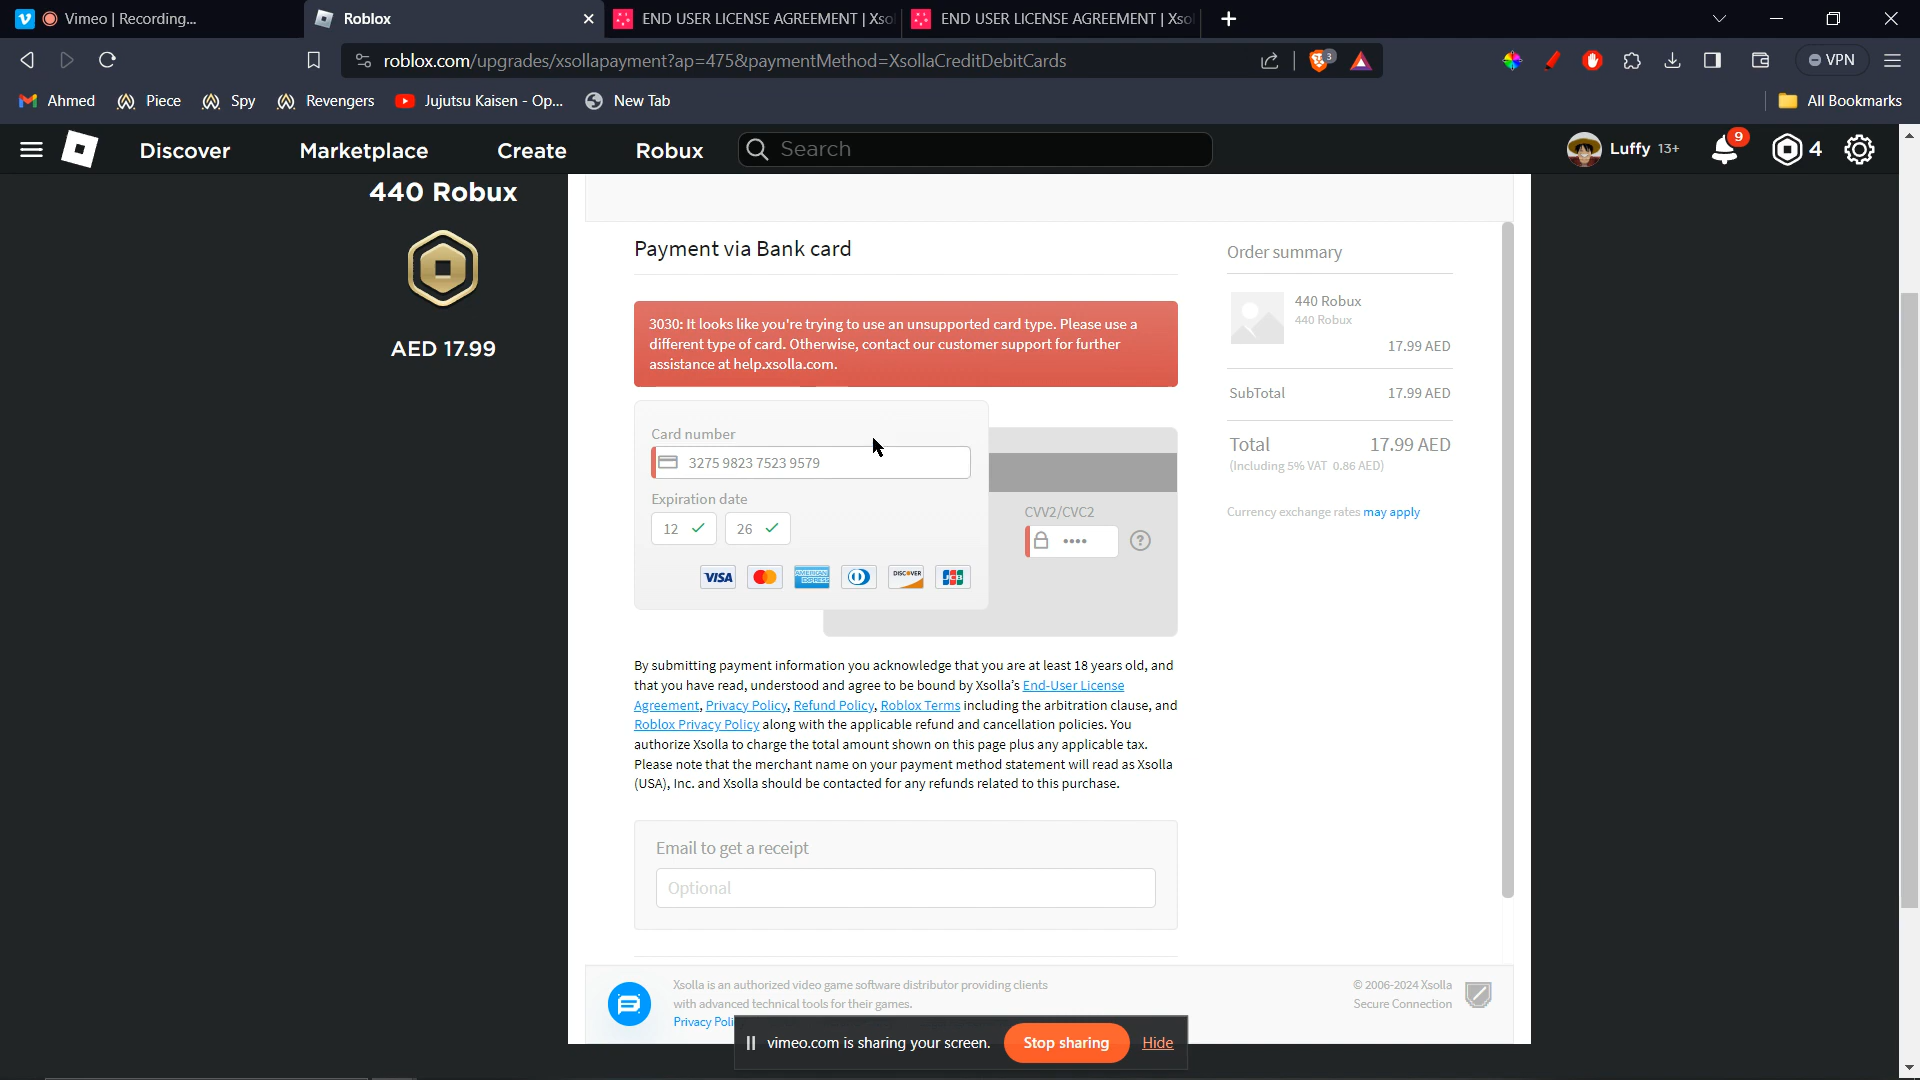 Vimeo | Recording...
Roblox
END USER LICENSE AGREEMENT | Xso
END USER LICENSE AGREEMENT | Xso
roblox.com/upgrades/xsollapayment?ap=475&paymentMethod=XsollaCreditDebitCards
3
VPN
Ahmed
Piece
Spy
Revengers
Jujutsu Kaisen - Op...
New Tab
All Bookmarks
Discover
Marketplace
Create
Robux
Search
Luffy 13+
9
4
440 Robux
AED 17.99
Payment via Bank card
3030: It looks like you're trying to use an unsupported card type. Please use a
different type of card. Otherwise, contact our customer support for further
assistance at help.xsolla.com.
Card number
3275 9823 7523 9579
Expiration date
12
26
CVV2/CVC2
••••
VISA
AMERICAN EXPRESS
DISCOVER
JCB
By submitting payment information you acknowledge that you are at least 18 years old, and
that you have read, understood and agree to be bound by Xsolla's End-User License
Agreement, Privacy Policy, Refund Policy, Roblox Terms including the arbitration clause, and
Roblox Privacy Policy along with the applicable refund and cancellation policies. You
authorize Xsolla to charge the total amount shown on this page plus any applicable tax.
Please note that the merchant name on your payment method statement will read as Xsolla
(USA), Inc. and Xsolla should be contacted for any refunds related to this purchase.
Email to get a receipt
Optional
Order summary
440 Robux
440 Robux
17.99 AED
SubTotal 17.99 AED
Total 17.99 AED
(Including 5% VAT 0.86 AED)
Currency exchange rates may apply
Xsolla is an authorized video game software distributor providing clients
with advanced technical tools for their games.
Privacy Poli
© 2006-2024 Xsolla
Secure Connection
vimeo.com is sharing your screen.
Stop sharing
Hide